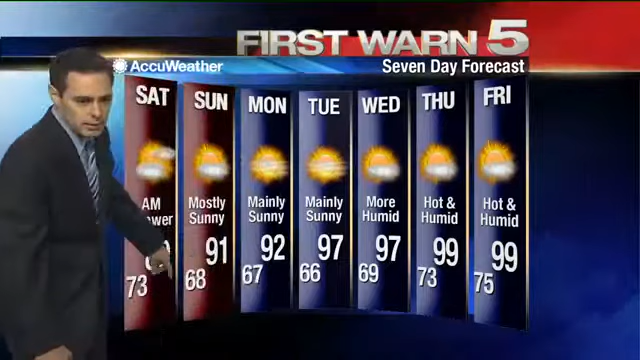 FIRST WARN 5
AccuWeather
Seven Day Forecast
SAT SUN MON TUE WED THU FRI
AM Mostly Sunny Mainly Sunny Mainly Sunny More Humid Hot & Humid Hot & Humid
91 92 97 97 99 99
73 68 67 66 69 73 75